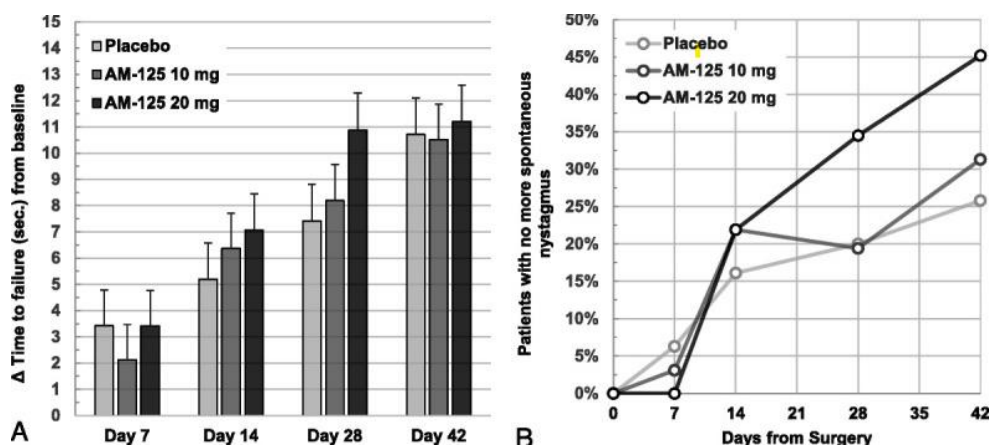 15
14
13
12
11
10
9
8
7
6
5
4
3
2
1
0
Δ Time to failure (sec.) from baseline
Placebo
AM-125 10 mg
AM-125 20 mg
Day 7 Day 14 Day 28 Day 42
A
50%
45%
40%
35%
30%
25%
20%
15%
10%
5%
0%
Patients with no more spontaneous
nystagmus
Placebo
AM-125 10 mg
AM-125 20 mg
0 7 14 21 28 35 42
Days from Surgery
B